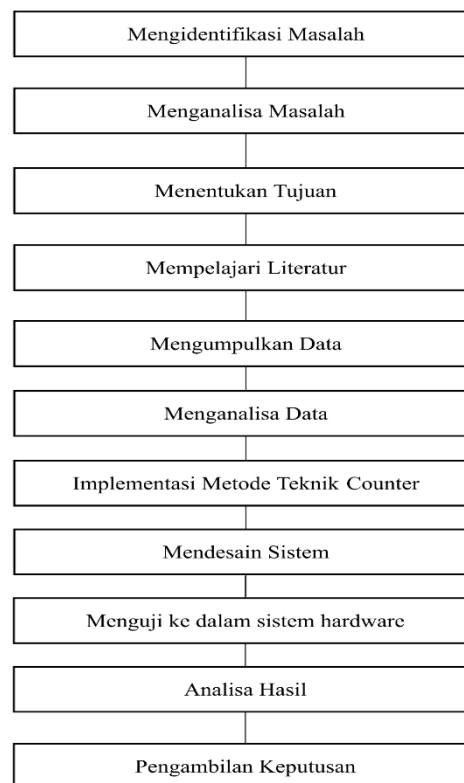 Mengidentifikasi Masalah
Menganalisa Masalah
Menentukan Tujuan
Mempelajari Literatur
Mengumpulkan Data
Menganalisa Data
Implementasi Metode Teknik Counter
Mendesain Sistem
Menguji ke dalam sistem hardware
Analisa Hasil
Pengambilan Keputusan